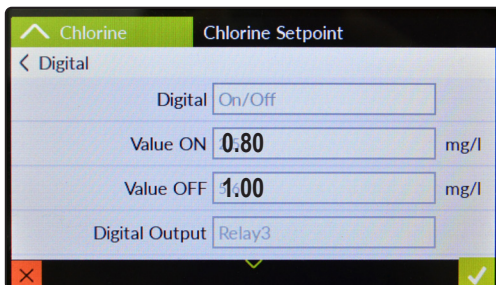 Chlorine Chlorine Setpoint
Digital
Digital On/Off
Value ON 0.80 mg/l
Value OFF 1.00 mg/l
Digital Output Relay3